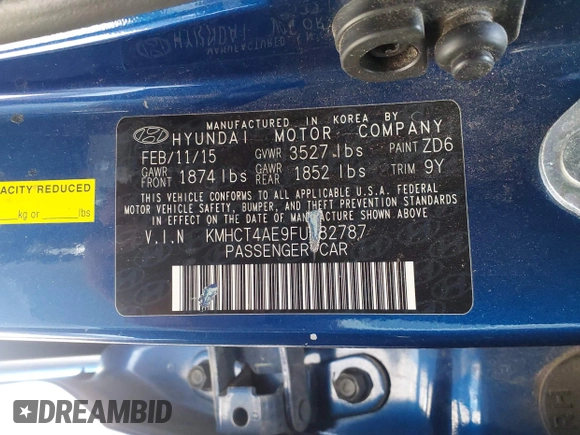 MANUFACTURED IN KOREA BY
HYUNDAI MOTOR COMPANY
FEB/11/15 GVWR 3527 lbs PAINT ZD6
GAWR FRONT 1874 lbs GAWR REAR 1852 lbs TRIM 9Y
THIS VEHICLE CONFORMS TO ALL APPLICABLE U.S.A. FEDERAL
MOTOR VEHICLE SAFETY, BUMPER, AND THEFT PREVENTION STANDARDS
IN EFFECT ON THE DATE OF MANUFACTURE SHOWN ABOVE.
V.I.N
PASSENGER CAR
ACITY REDUCED
kg or lbs
HYUNDAI
DREAMBID